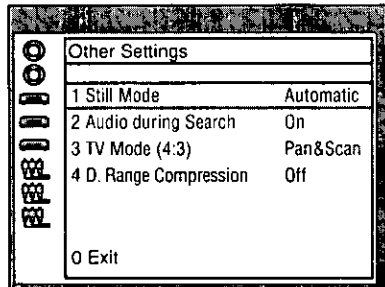 Other Settings
1 Still Mode Automatic
2 Audio during Search On
3 TV Mode (4:3) Pan&Scan
4 D. Range Compression Off
0 Exit